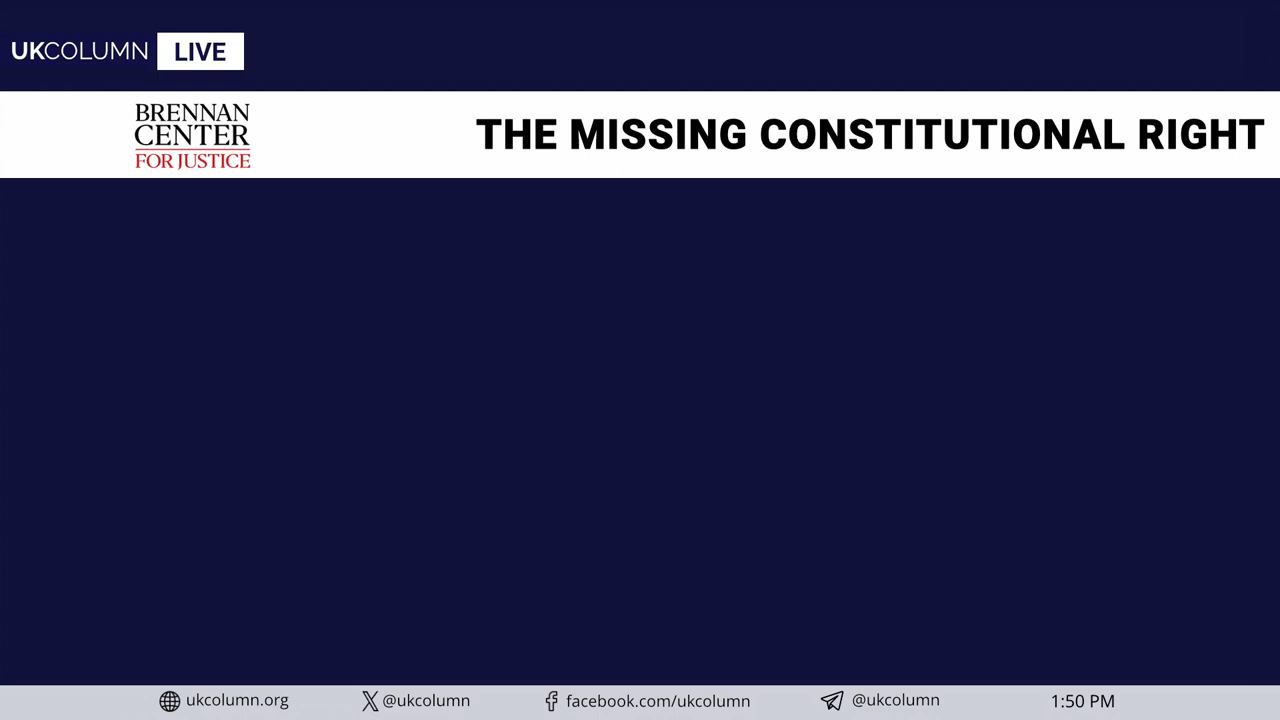 UKCOLUMN LIVE
BRENNAN
CENTER
FOR JUSTICE
THE MISSING CONSTITUTIONAL RIGHT
ukcolumn.org @ukcolumn facebook.com/ukcolumn @ukcolumn 1:50 PM